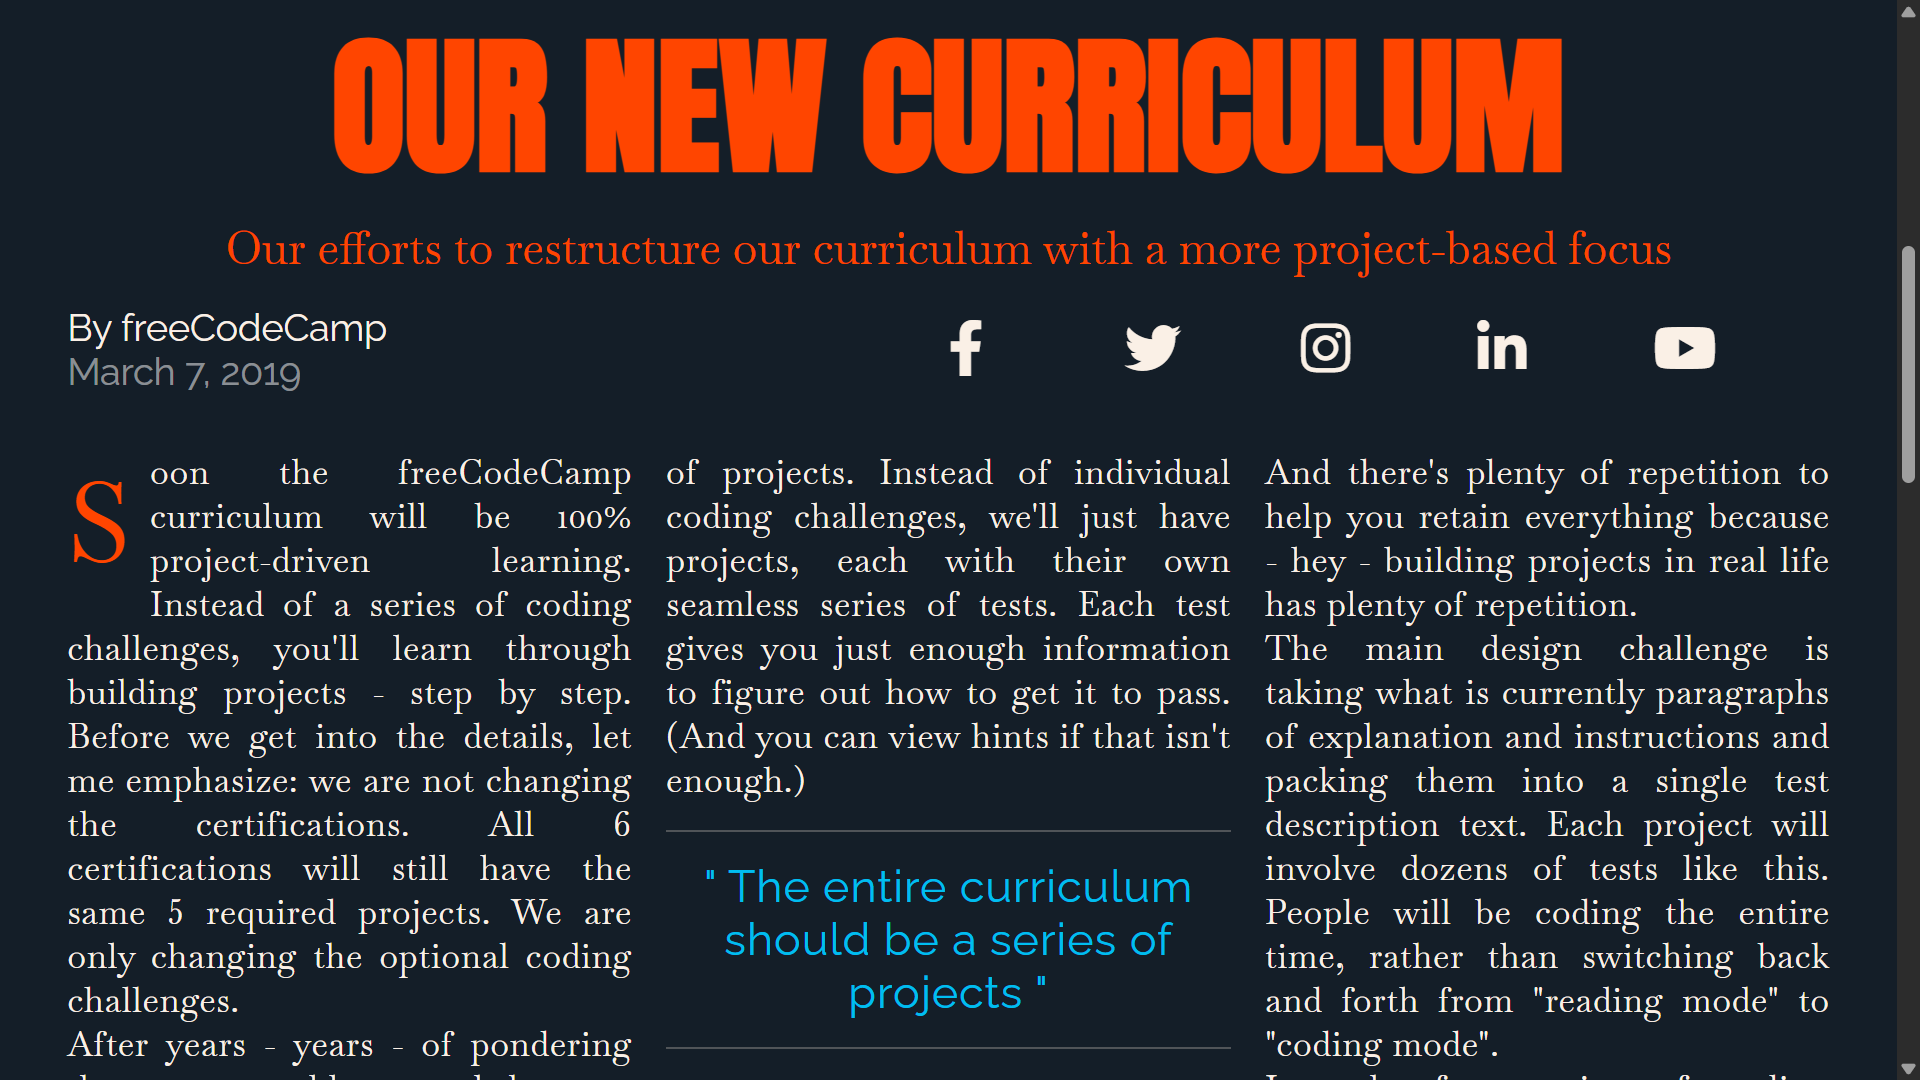 OUR NEW CURRICULUM
Our efforts to restructure our curriculum with a more project-based focus
By freeCodeCamp
March 7, 2019
Soon the freeCodeCamp
curriculum will be 100%
project-driven learning.
Instead of a series of coding
challenges, you'll learn through
building projects - step by step.
Before we get into the details, let
me emphasize: we are not changing
the certifications. All 6
certifications will still have the
same 5 required projects. We are
only changing the optional coding
challenges.
After years - years - of pondering
of projects. Instead of individual
coding challenges, we'll just have
projects, each with their own
seamless series of tests. Each test
gives you just enough information
to figure out how to get it to pass.
(And you can view hints if that isn't
enough.)
" The entire curriculum
should be a series of
projects "
And there's plenty of repetition to
help you retain everything because
- hey - building projects in real life
has plenty of repetition.
The main design challenge is
taking what is currently paragraphs
of explanation and instructions and
packing them into a single test
description text. Each project will
involve dozens of tests like this.
People will be coding the entire
time, rather than switching back
and forth from "reading mode" to
"coding mode".